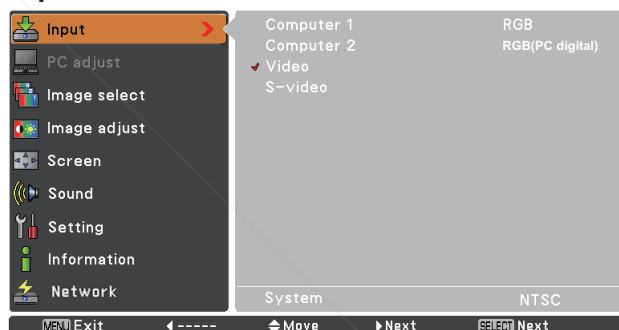 Input
PC adjust
Image select
Image adjust
Screen
Sound
Setting
Information
Network
Computer 1 RGB
Computer 2 RGB(PC digital)
Video
S-video
System NTSC
MENU Exit ----- Move Next SELECT Next